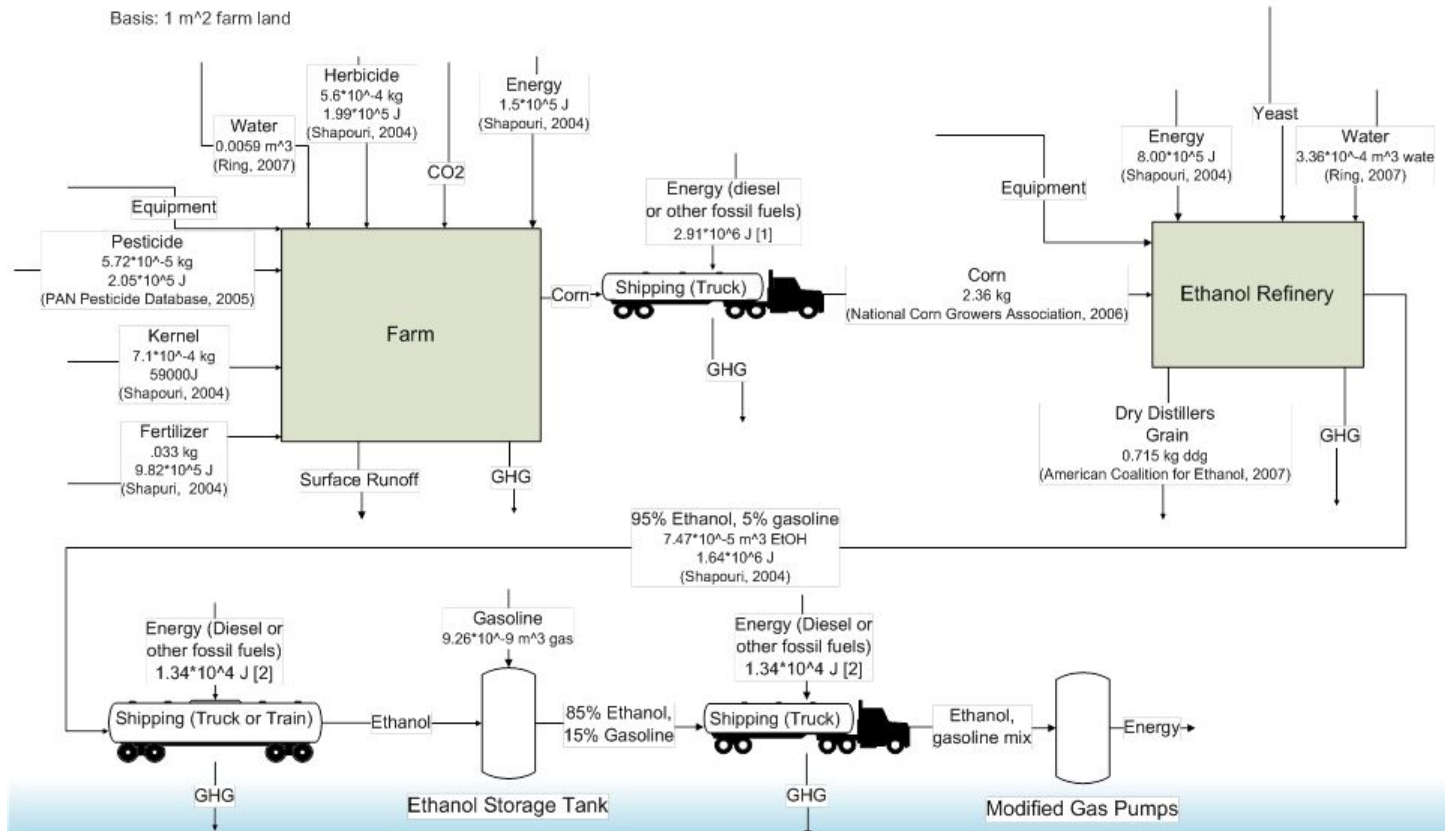 Basis: 1 m^2 farm land
Herbicide
5.6*10^-4 kg
1.99*10^5 J
(Shapouri, 2004)
Energy
1.5*10^5 J
(Shapouri, 2004)
Water
0.0059 m^3
(Ring, 2007)
CO2
Equipment
Pesticide
5.72*10^-5 kg
2.05*10^5 J
(PAN Pesticide Database, 2005)
Kernel
7.1*10^-4 kg
59000J
(Shapouri, 2004)
Fertilizer
.033 kg
9.82*10^5 J
(Shapuri, 2004)
Farm
Surface Runoff
GHG
Corn
Energy (diesel
or other fossil fuels)
2.91*10^6 J [1]
Shipping (Truck)
GHG
Corn
2.36 kg
(National Corn Growers Association, 2006)
Equipment
Energy
8.00*10^5 J
(Shapouri, 2004)
Yeast
Water
3.36*10^-4 m^3 wate
(Ring, 2007)
Ethanol Refinery
Dry Distillers
Grain
0.715 kg ddg
(American Coalition for Ethanol, 2007)
GHG
95% Ethanol, 5% gasoline
7.47*10^-5 m^3 EtOH
1.64*10^6 J
(Shapouri, 2004)
Energy (Diesel or
other fossil fuels)
1.34*10^4 J [2]
Shipping (Truck or Train)
GHG
Ethanol
Gasoline
9.26*10^-9 m^3 gas
Ethanol Storage Tank
85% Ethanol,
15% Gasoline
Energy (Diesel or
other fossil fuels)
1.34*10^4 J [2]
Shipping (Truck)
GHG
Ethanol,
gasoline mix
Modified Gas Pumps
Energy